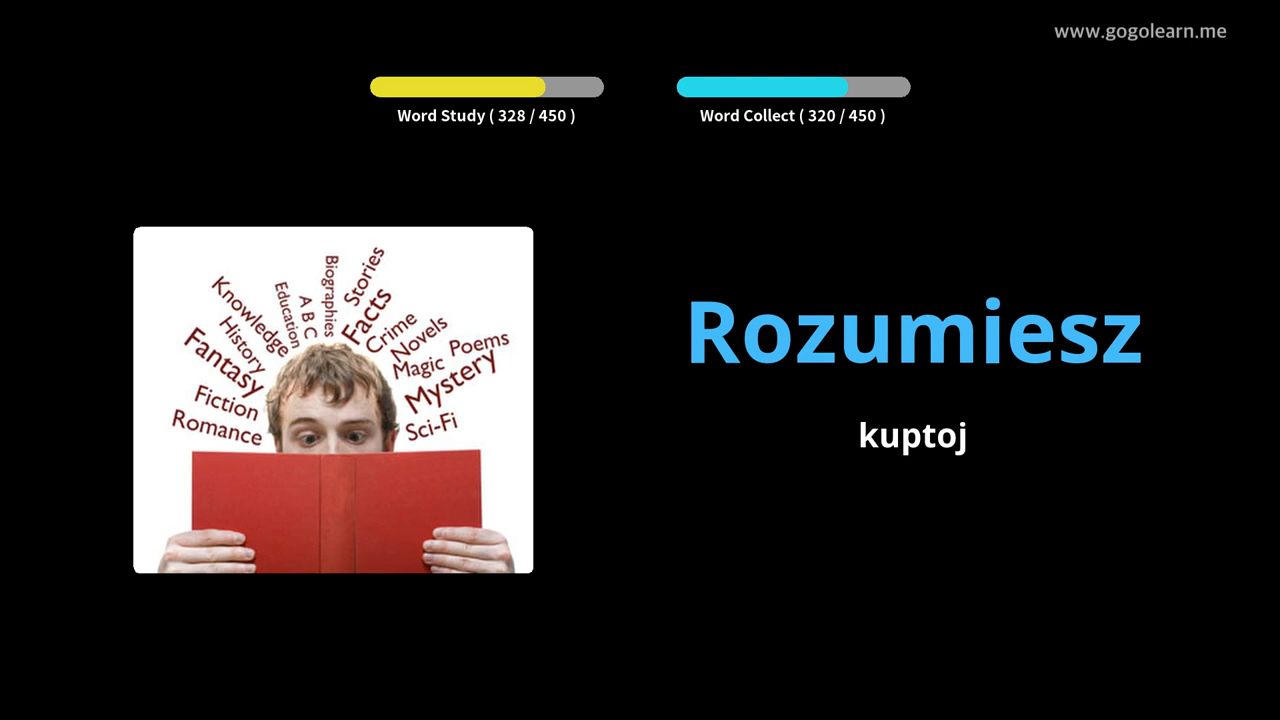 www.gogolearn.me
Word Study ( 328 / 450 )
Word Collect ( 320 / 450 )
Biographies
Stories
Education
A B C
Facts
Knowledge
Crime
History
Novels
Fantasy
Magic
Poems
Mystery
Fiction
Romance
Sci-Fi
Rozumiesz
kuptoj